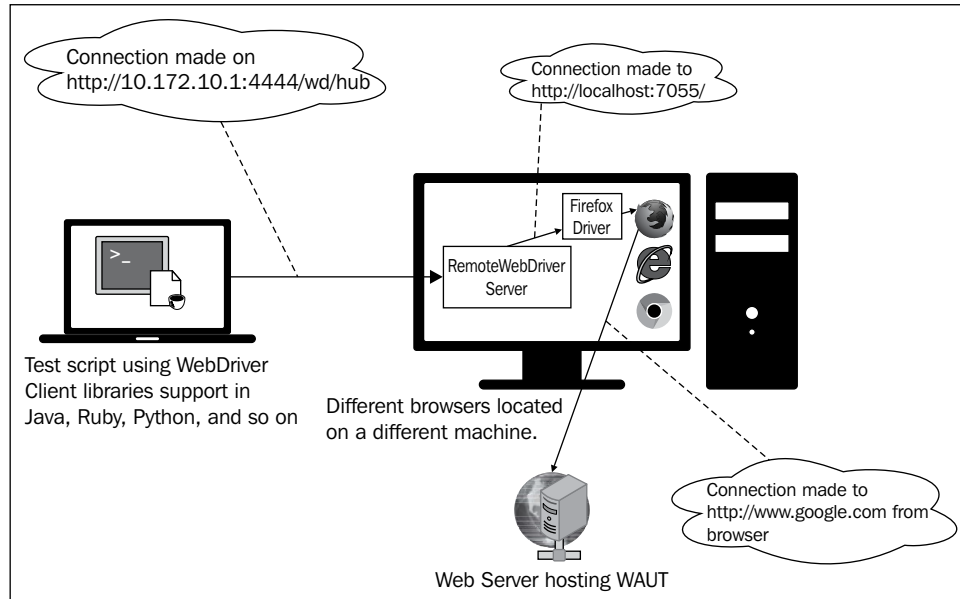 Connection made on
http://10.172.10.1:4444/wd/hub
Connection made to
http://localhost:7055/
Firefox
Driver
RemoteWebDriver
Server
>_
Test script using WebDriver
Client libraries support in
Java, Ruby, Python, and so on
Different browsers located
on a different machine.
Connection made to
http://www.google.com from
browser
Web Server hosting WAUT